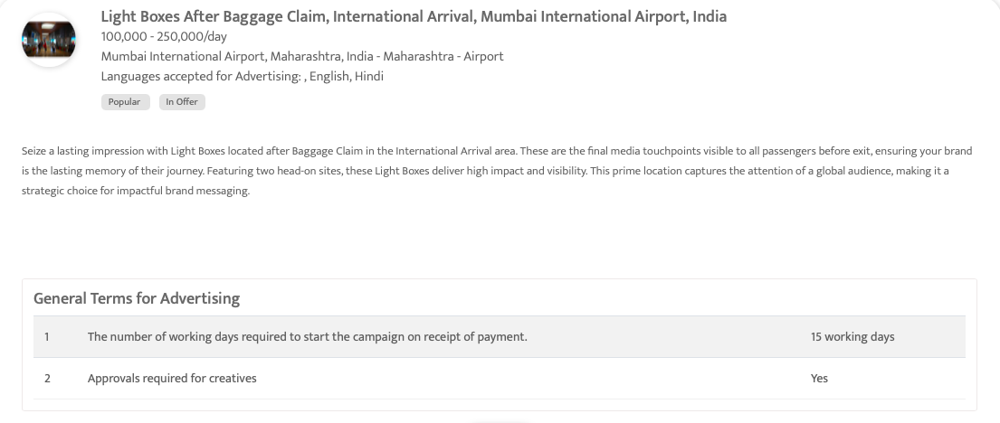 Light Boxes After Baggage Claim, International Arrival, Mumbai International Airport, India
100,000 - 250,000/day
Mumbai International Airport, Maharashtra, India - Maharashtra - Airport
Languages accepted for Advertising: , English, Hindi
Popular In Offer
Seize a lasting impression with Light Boxes located after Baggage Claim in the International Arrival area. These are the final media touchpoints visible to all passengers before exit, ensuring your brand
is the lasting memory of their journey. Featuring two head-on sites, these Light Boxes deliver high impact and visibility. This prime location captures the attention of a global audience, making it a
strategic choice for impactful brand messaging.
General Terms for Advertising
1 The number of working days required to start the campaign on receipt of payment. 15 working days
2 Approvals required for creatives Yes